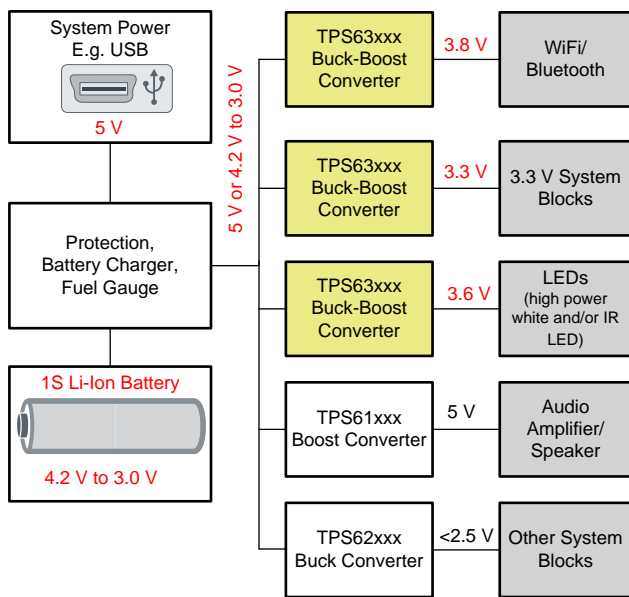 System Power
E.g. USB
5 V
Protection,
Battery Charger,
Fuel Gauge
1S Li-Ion Battery
4.2 V to 3.0 V
5 V or 4.2 V to 3.0 V
TPS63xxx
Buck-Boost
Converter
3.8 V
WiFi/
Bluetooth
TPS63xxx
Buck-Boost
Converter
3.3 V
3.3 V System
Blocks
TPS63xxx
Buck-Boost
Converter
3.6 V
LEDs
(high power
white and/or IR
LED)
TPS61xxx
Boost Converter
5 V
Audio
Amplifier/
Speaker
TPS62xxx
Buck Converter
<2.5 V
Other System
Blocks